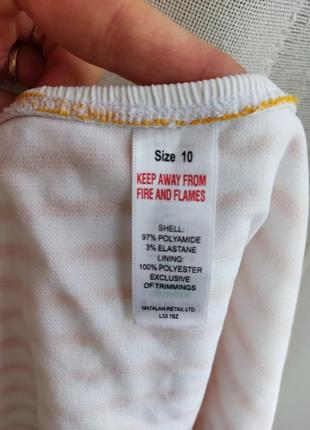 Size 10
KEEP AWAY FROM
FIRE AND FLAMES
SHELL:
97% POLYAMIDE
3% ELASTANE
LINING:
100% POLYESTER
EXCLUSIVE
OF TRIMMINGS
MATALAN RETAIL LTD.
L33 7SZ